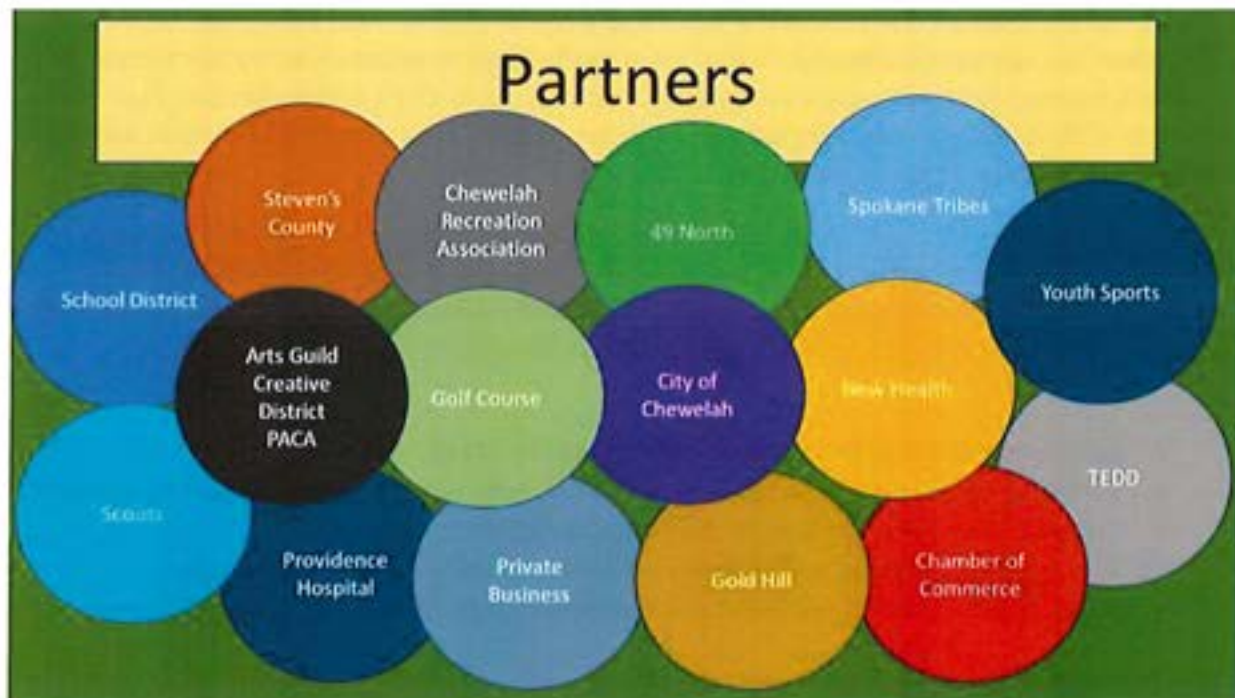 Partners
Steven's
County
Chewelah
Recreation
Association
49 North
Spokane Tribes
School District
Youth Sports
Arts Guild
Creative
District
PACA
Golf Course
City of
Chewelah
New Health
Scouts
TEDD
Providence
Hospital
Private
Business
Gold Hill
Chamber of
Commerce